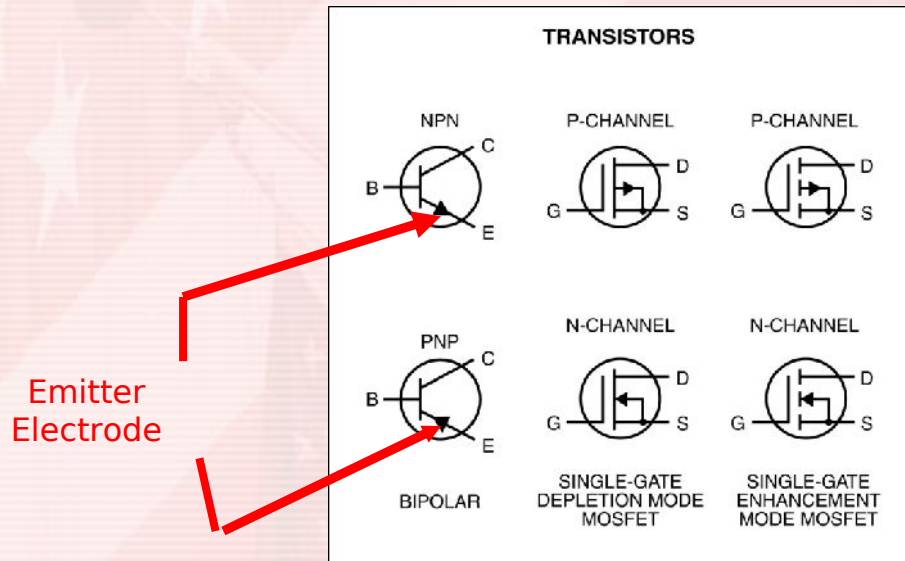 TRANSISTORS
NPN
P-CHANNEL
P-CHANNEL
C
B
E
D
G
S
D
G
S
PNP
N-CHANNEL
N-CHANNEL
C
B
E
D
G
S
D
G
S
Emitter
Electrode
BIPOLAR
SINGLE-GATE
DEPLETION MODE
MOSFET
SINGLE-GATE
ENHANCEMENT
MODE MOSFET